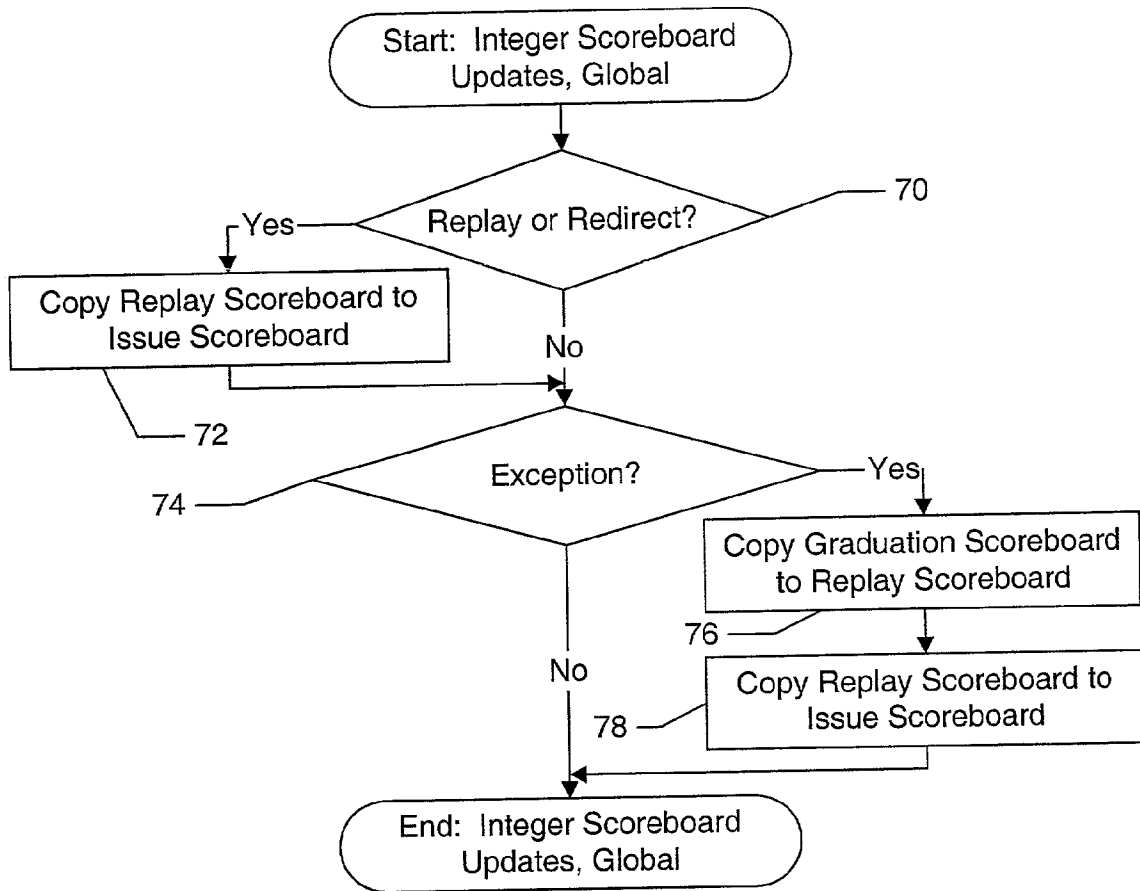 Start: Integer Scoreboard
Updates, Global
70
Replay or Redirect?
Yes
Copy Replay Scoreboard to
Issue Scoreboard
No
72
Exception?
Yes
74
Copy Graduation Scoreboard
to Replay Scoreboard
76
No
Copy Replay Scoreboard to
Issue Scoreboard
78
End: Integer Scoreboard
Updates, Global